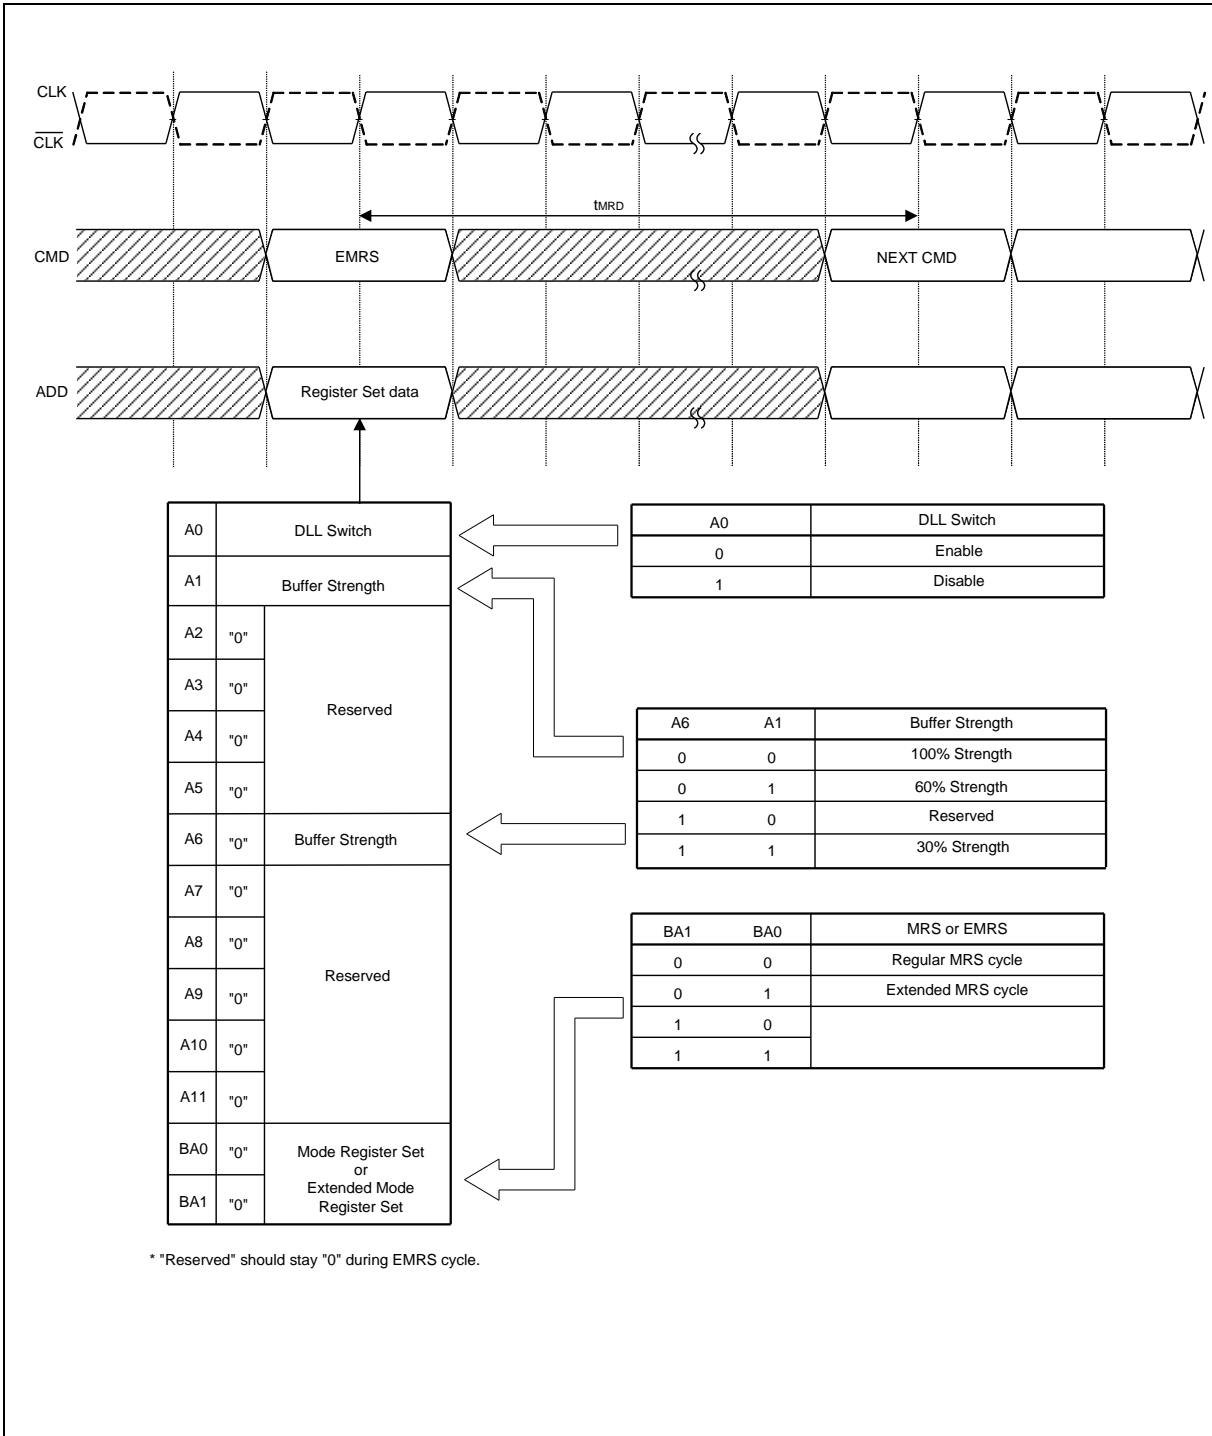 CLK
CLK
tMRD
CMD
EMRS
NEXT CMD
ADD
Register Set data
A0 DLL Switch
A1 Buffer Strength
A2 "0"
A3 "0"
Reserved
A4 "0"
A5 "0"
A6 "0" Buffer Strength
A7 "0"
A8 "0"
Reserved
A9 "0"
A10 "0"
A11 "0"
BA0 "0"
BA1 "0"
Mode Register Set
or
Extended Mode
Register Set
A0 DLL Switch
0 Enable
1 Disable
A6 A1 Buffer Strength
0 0 100% Strength
0 1 60% Strength
1 0 Reserved
1 1 30% Strength
BA1 BA0 MRS or EMRS
0 0 Regular MRS cycle
0 1 Extended MRS cycle
1 0
1 1
* "Reserved" should stay "0" during EMRS cycle.